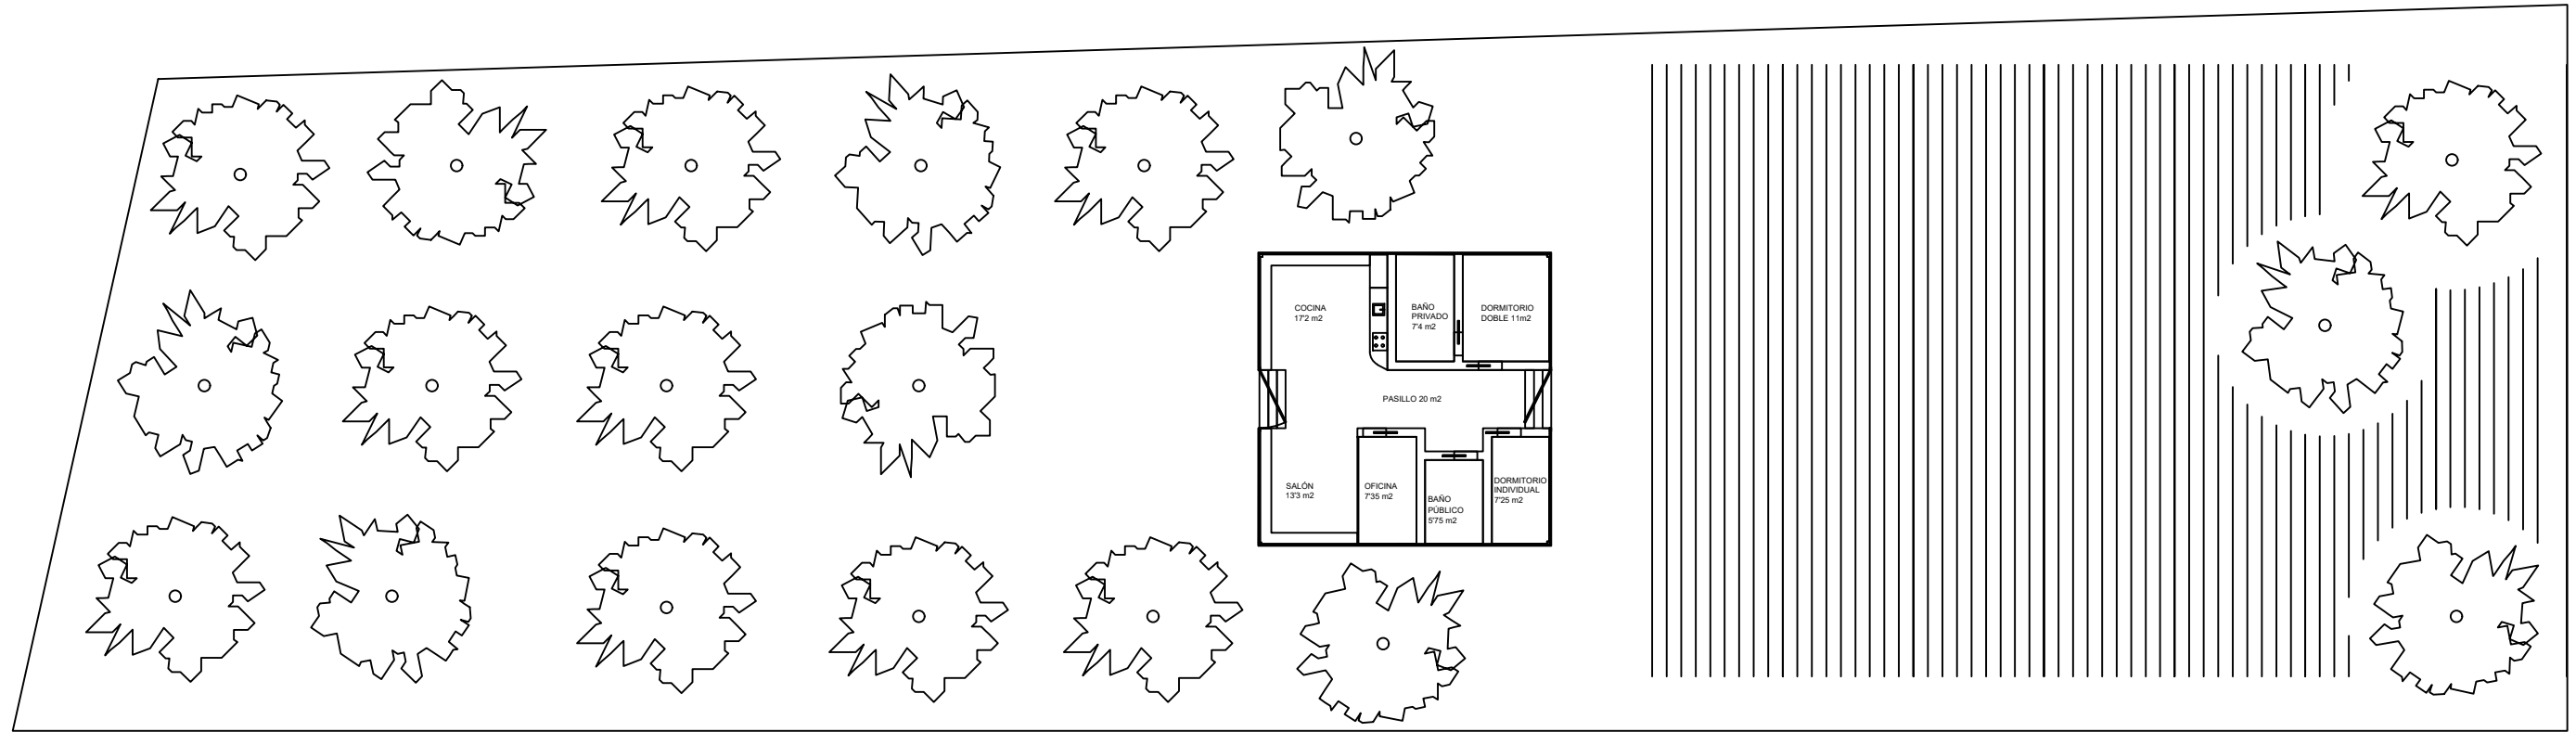 COCINA
17'2 m2
BAÑO
PRIVADO
7'4 m2
DORMITORIO
DOBLE 11m2
PASILLO 20 m2
SALÓN
13'3 m2
OFICINA
7'35 m2
BAÑO
PÚBLICO
5'75 m2
DORMITORIO
INDIVIDUAL
7'25 m2